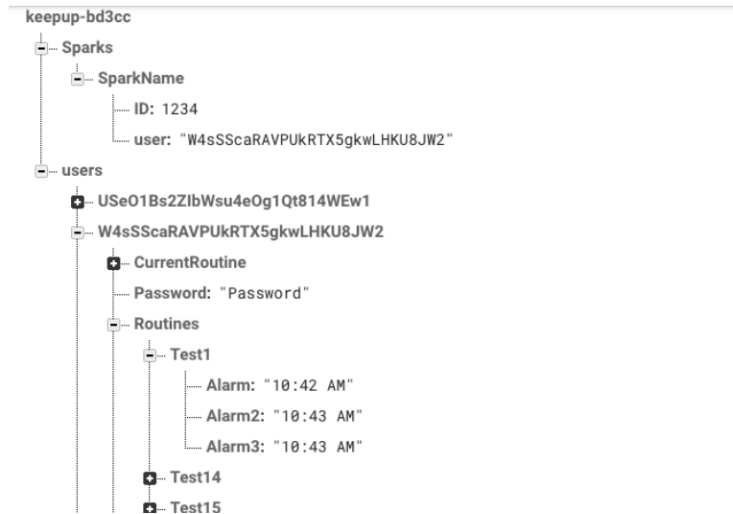 keepup-bd3cc
Sparks
SparkName
ID: 1234
user: "W4sSScaRAVPUkRTX5gkwLHKU8JW2"
users
USeO1Bs2ZIbWsu4eOg1Qt814WEw1
W4sSScaRAVPUkRTX5gkwLHKU8JW2
CurrentRoutine
Password: "Password"
Routines
Test1
Alarm: "10:42 AM"
Alarm2: "10:43 AM"
Alarm3: "10:43 AM"
Test14
Test15